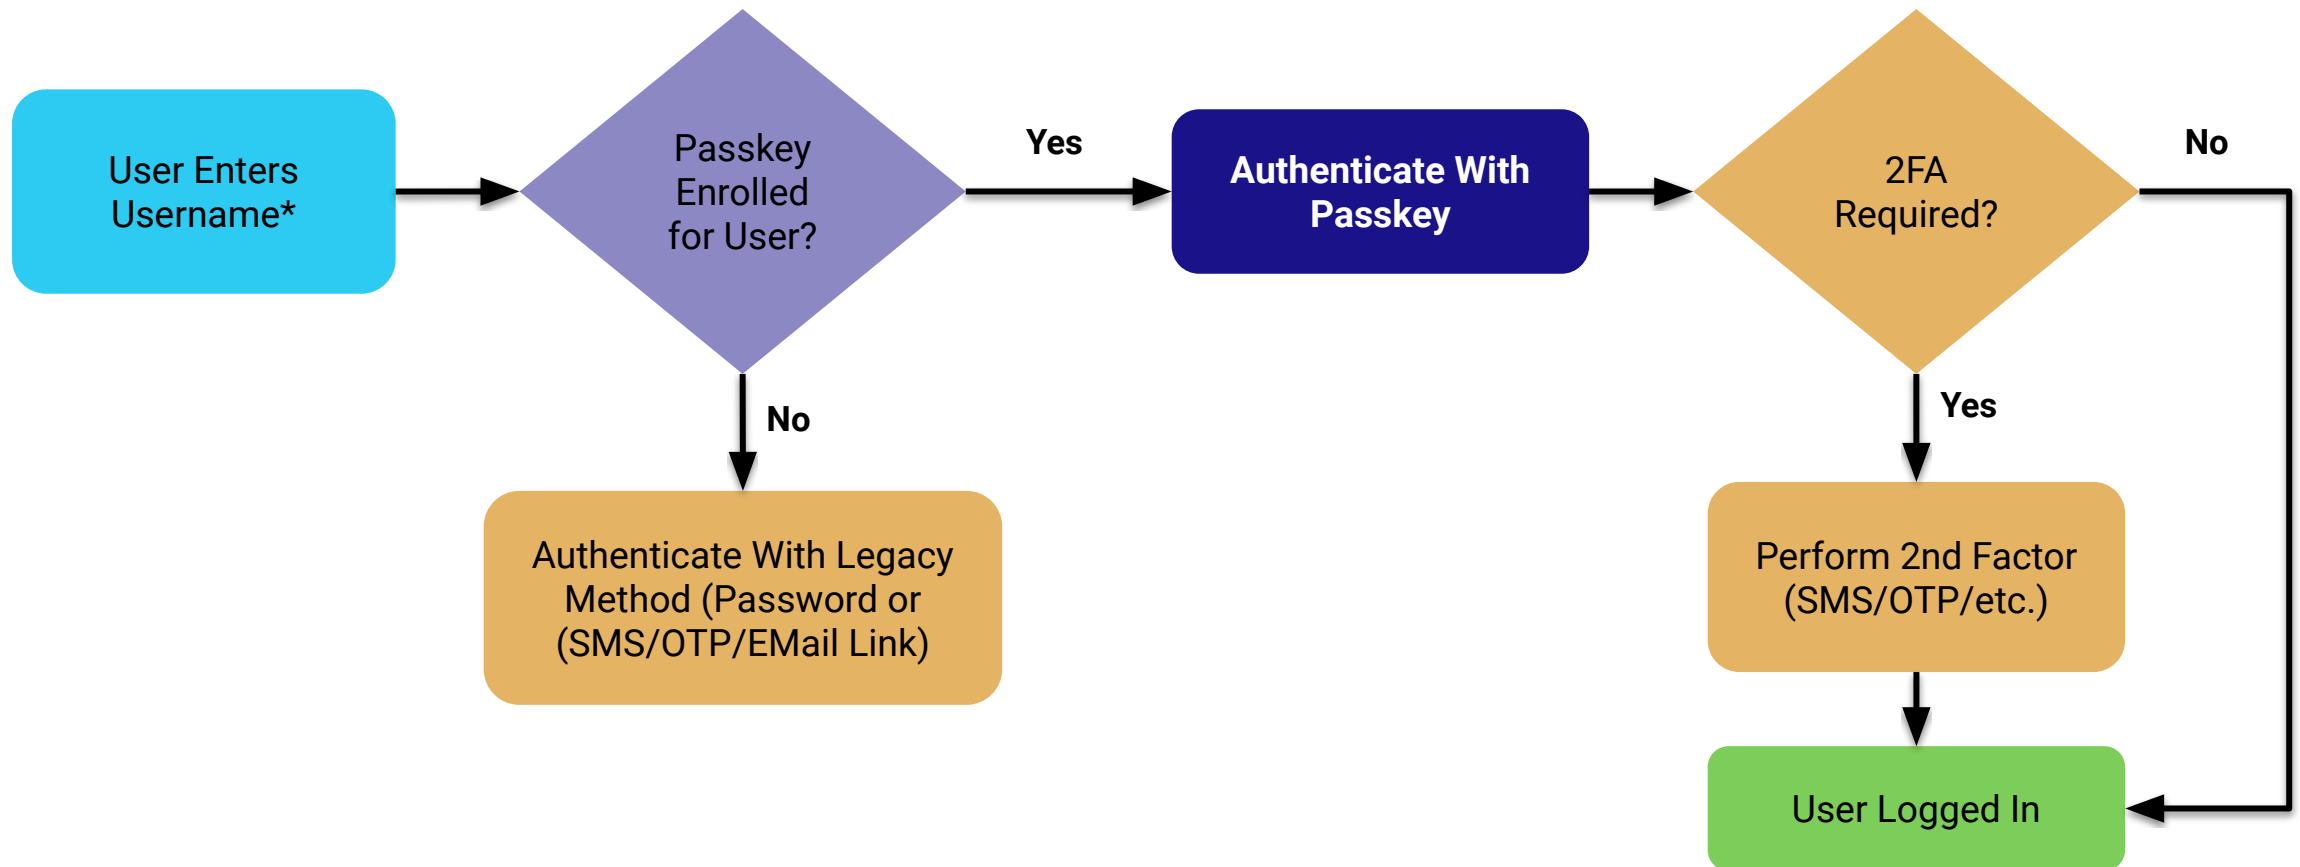 User Enters
Username*
Passkey
Enrolled
for User?
Yes
Authenticate With
Passkey
2FA
Required?
No
No
Yes
Authenticate With Legacy
Method (Password or
(SMS/OTP/EMail Link)
Perform 2nd Factor
(SMS/OTP/etc.)
User Logged In